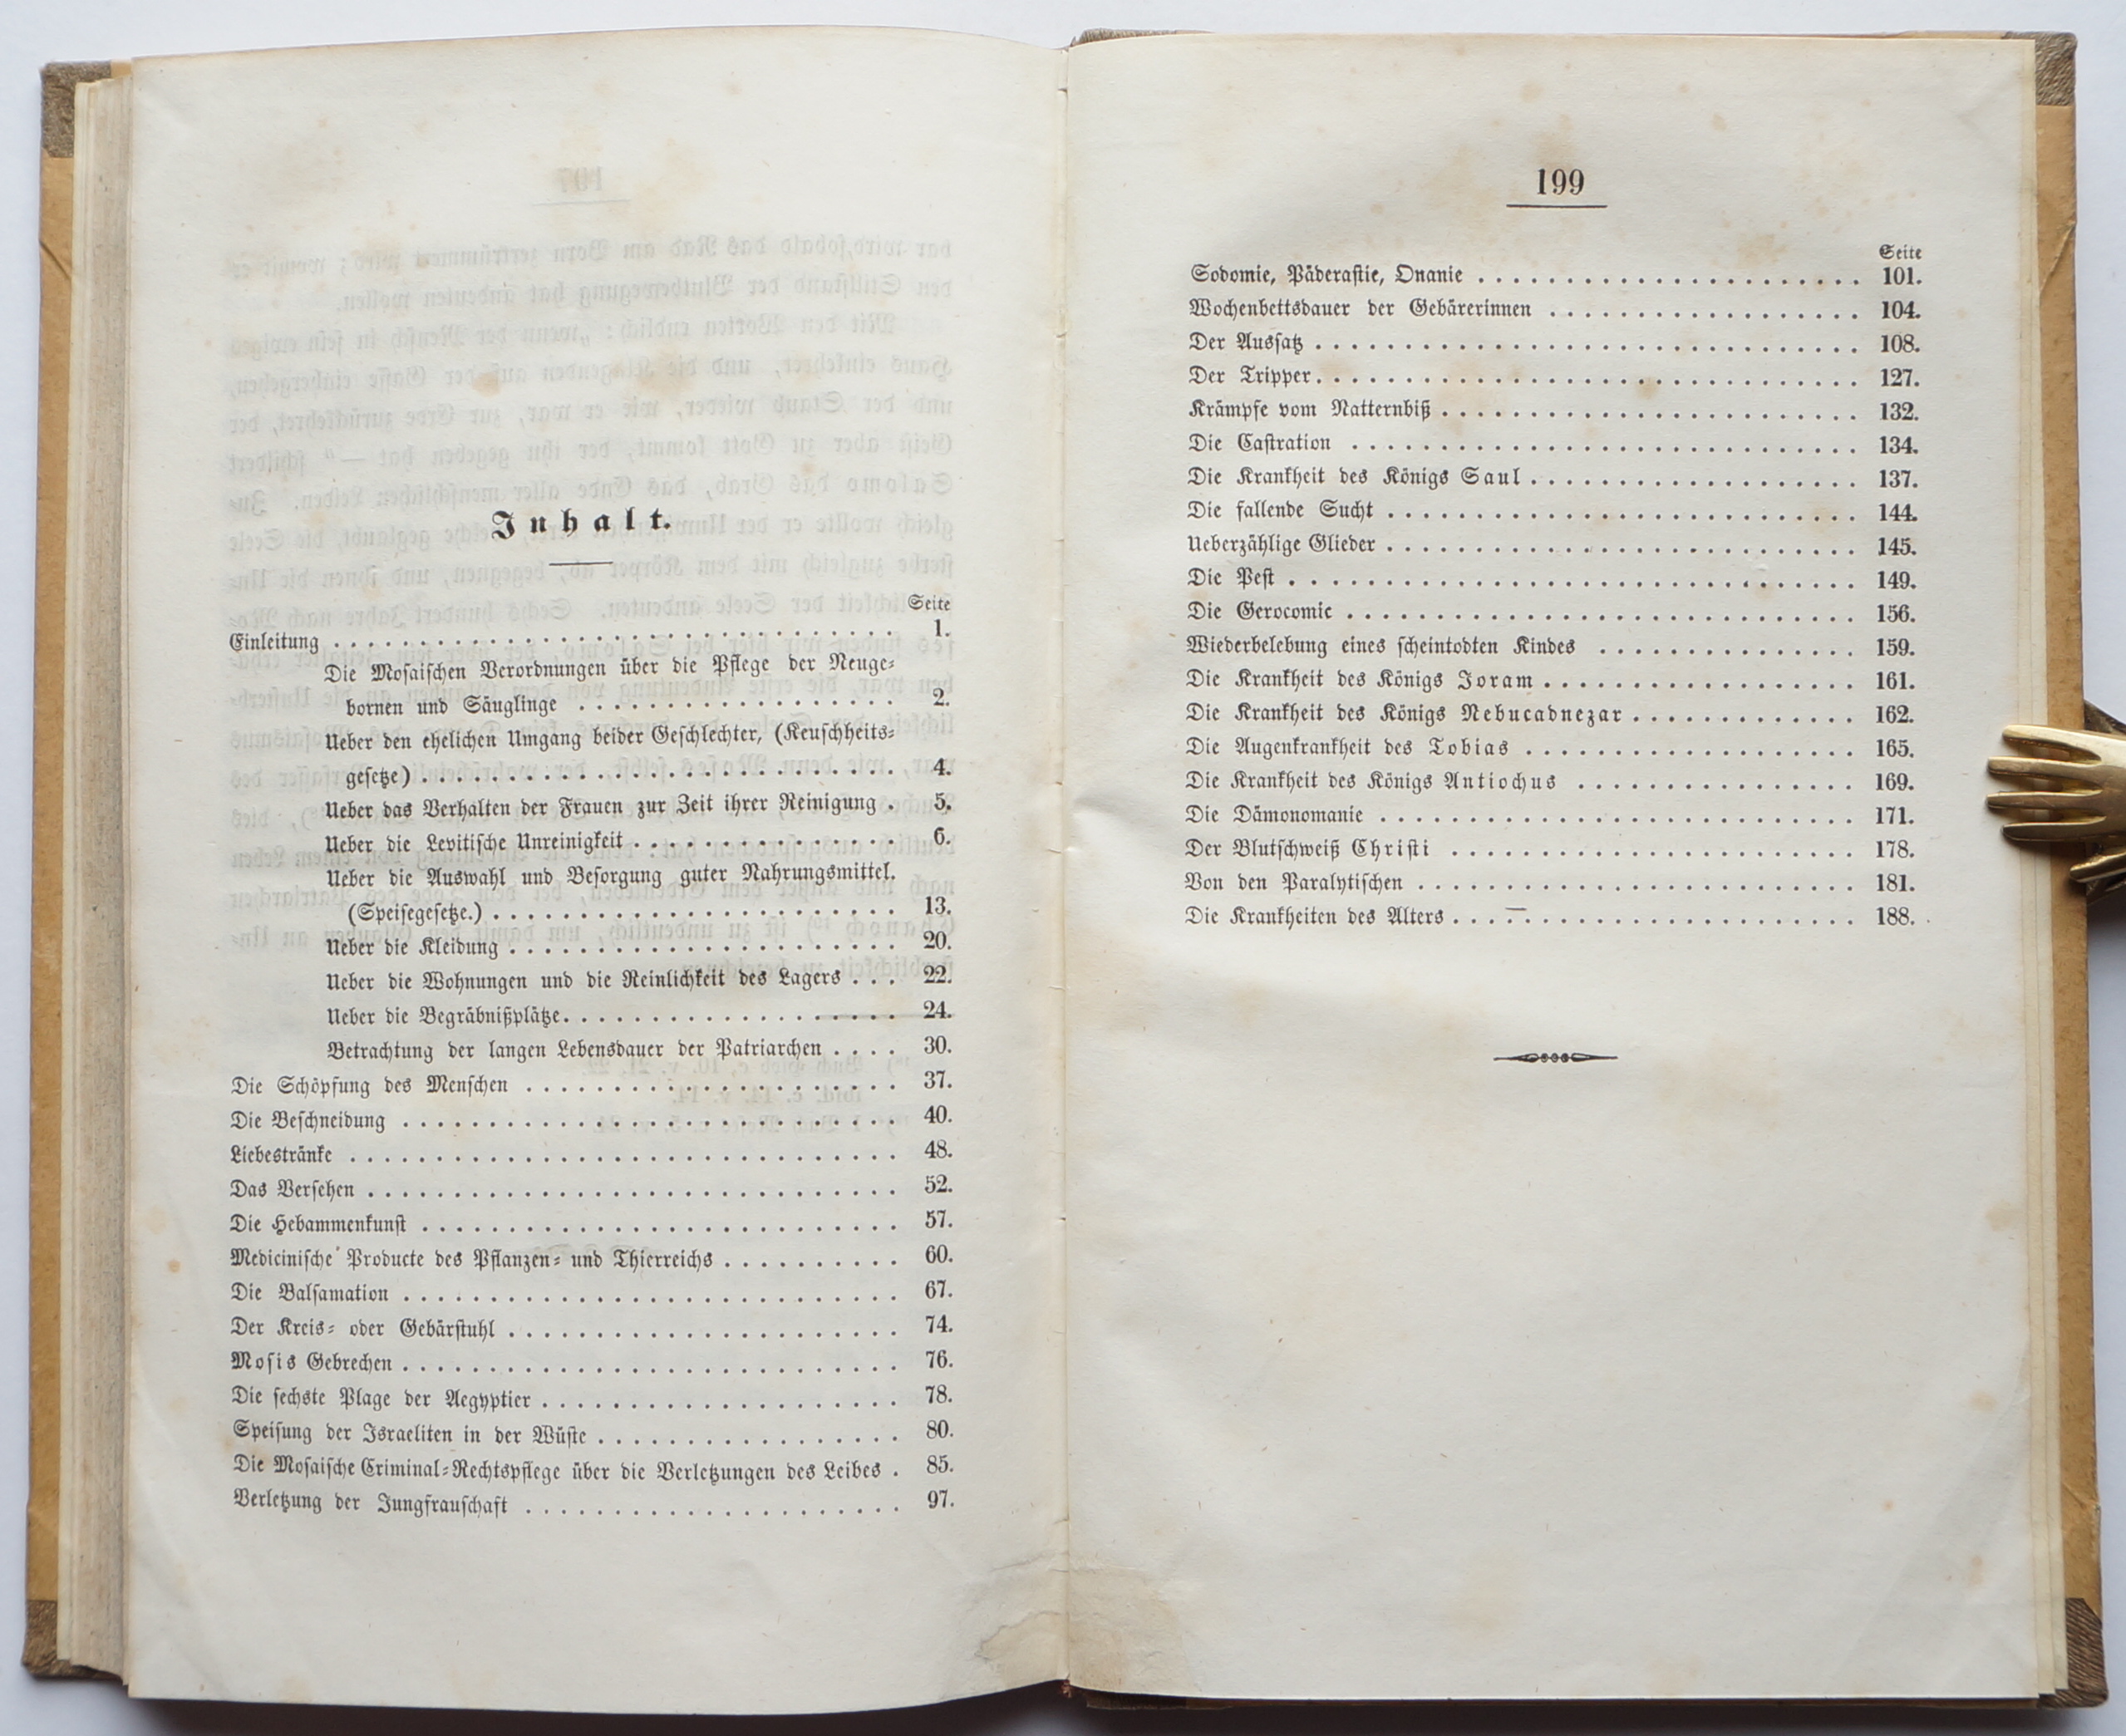 Inhalt.
Seite
Einleitung . . . . . . . . . . . . . . . . . . . . 1.
Die Mosaischen Verordnungen über die Pflege der Neuge-
bornen und Säuglinge . . . . . . . . . . . . 2.
Ueber den ehelichen Umgang beider Geschlechter, (Keuschheits-
gesetze) . . . . . . . . . . . . . . . . . . 4.
Ueber das Verhalten der Frauen zur Zeit ihrer Reinigung . 5.
Ueber die Levitische Unreinigkeit . . . . . . . . . . 6.
Ueber die Auswahl und Besorgung guter Nahrungsmittel.
(Speisegesetze.) . . . . . . . . . . . . . . . 13.
Ueber die Kleidung . . . . . . . . . . . . . . . 20.
Ueber die Wohnungen und die Reinlichkeit des Lagers . . . 22.
Ueber die Begräbnißplätze . . . . . . . . . . . . . 24.
Betrachtung der langen Lebensdauer der Patriarchen . . . . 30.
Die Schöpfung des Menschen . . . . . . . . . . . . . . 37.
Die Beschneidung . . . . . . . . . . . . . . . . . . 40.
Liebestränke . . . . . . . . . . . . . . . . . . . . 48.
Das Versehen . . . . . . . . . . . . . . . . . . . . 52.
Die Hebammenkunst . . . . . . . . . . . . . . . . . 57.
Medicinische Producte des Pflanzen- und Thierreichs . . . . . . 60.
Die Balsamation . . . . . . . . . . . . . . . . . . . 67.
Der Kreis- oder Gebärstuhl . . . . . . . . . . . . . . . 74.
Mosis Gebrechen . . . . . . . . . . . . . . . . . . . 76.
Die sechste Plage der Aegyptier . . . . . . . . . . . . . 78.
Speisung der Israeliten in der Wüste . . . . . . . . . . . 80.
Die Mosaische Criminal-Rechtspflege über die Verletzungen des Leibes . 85.
Verletzung der Jungfrauschaft . . . . . . . . . . . . . . 97.
199
Seite
Sodomie, Päderastie, Onanie . . . . . . . . . . . . . . 101.
Wochenbettsdauer der Gebärerinnen . . . . . . . . . . . . 104.
Der Aussatz . . . . . . . . . . . . . . . . . . . . . 108.
Der Tripper . . . . . . . . . . . . . . . . . . . . . 127.
Krämpfe vom Natternbiß . . . . . . . . . . . . . . . . 132.
Die Castration . . . . . . . . . . . . . . . . . . . . 134.
Die Krankheit des Königs Saul . . . . . . . . . . . . . . 137.
Die fallende Sucht . . . . . . . . . . . . . . . . . . 144.
Ueberzählige Glieder . . . . . . . . . . . . . . . . . . 145.
Die Pest . . . . . . . . . . . . . . . . . . . . . . 149.
Die Gerocomie . . . . . . . . . . . . . . . . . . . . 156.
Wiederbelebung eines scheintodten Kindes . . . . . . . . . . 159.
Die Krankheit des Königs Joram . . . . . . . . . . . . . 161.
Die Krankheit des Königs Nebucadnezar . . . . . . . . . . 162.
Die Augenkrankheit des Tobias . . . . . . . . . . . . . . 165.
Die Krankheit des Königs Antiochus . . . . . . . . . . . . 169.
Die Dämonomanie . . . . . . . . . . . . . . . . . . . 171.
Der Blutschweiß Christi . . . . . . . . . . . . . . . . 178.
Von den Paralytischen . . . . . . . . . . . . . . . . . 181.
Die Krankheiten des Alters . . . . . . . . . . . . . . . 188.